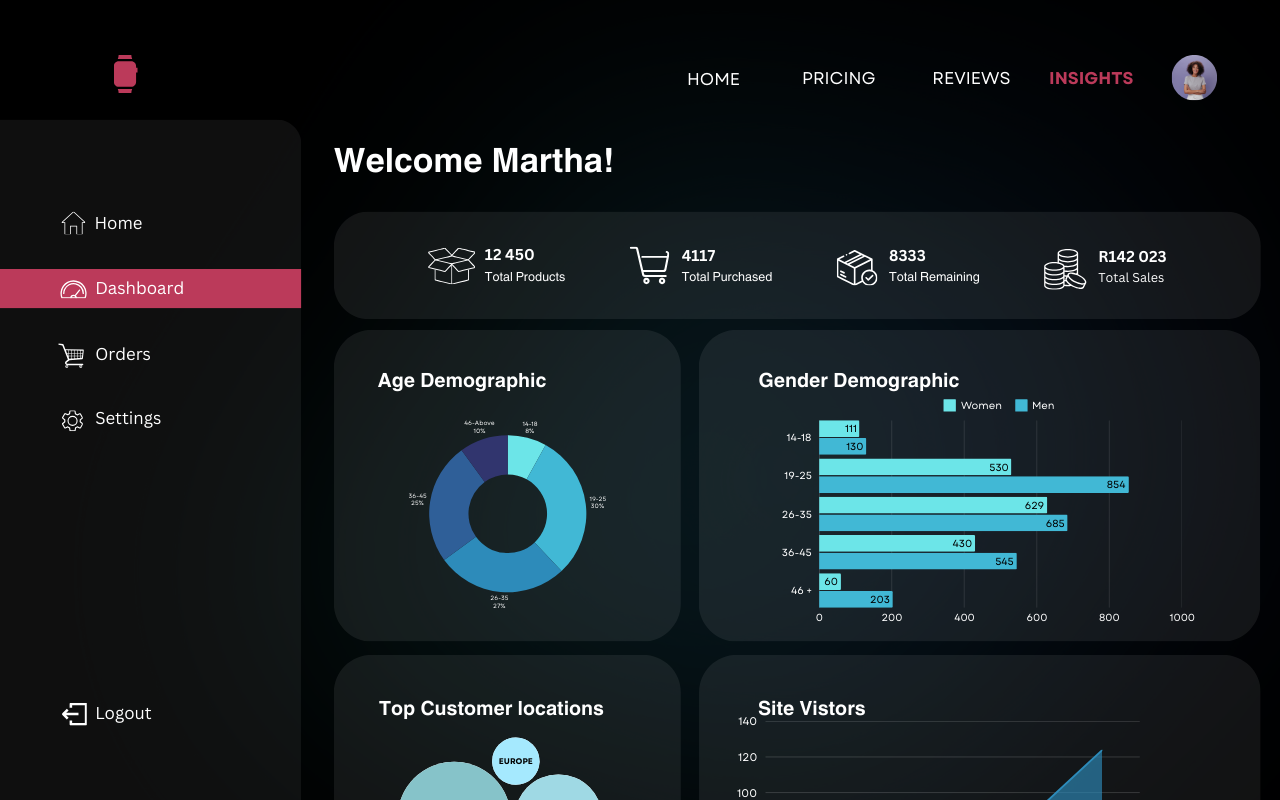 HOME
PRICING
REVIEWS
INSIGHTS
Welcome Martha!
Home
Dashboard
Orders
Settings
Logout
12 450
Total Products
4117
Total Purchased
8333
Total Remaining
R142 023
Total Sales
Age Demographic
46-Above
10%
14-18
8%
36-45
25%
19-25
30%
26-35
27%
Gender Demographic
Women
Men
14-18
111
130
19-25
530
854
26-35
629
685
36-45
430
545
46 +
60
203
0
200
400
600
800
1000
Top Customer locations
EUROPE
Site Vistors
140
120
100